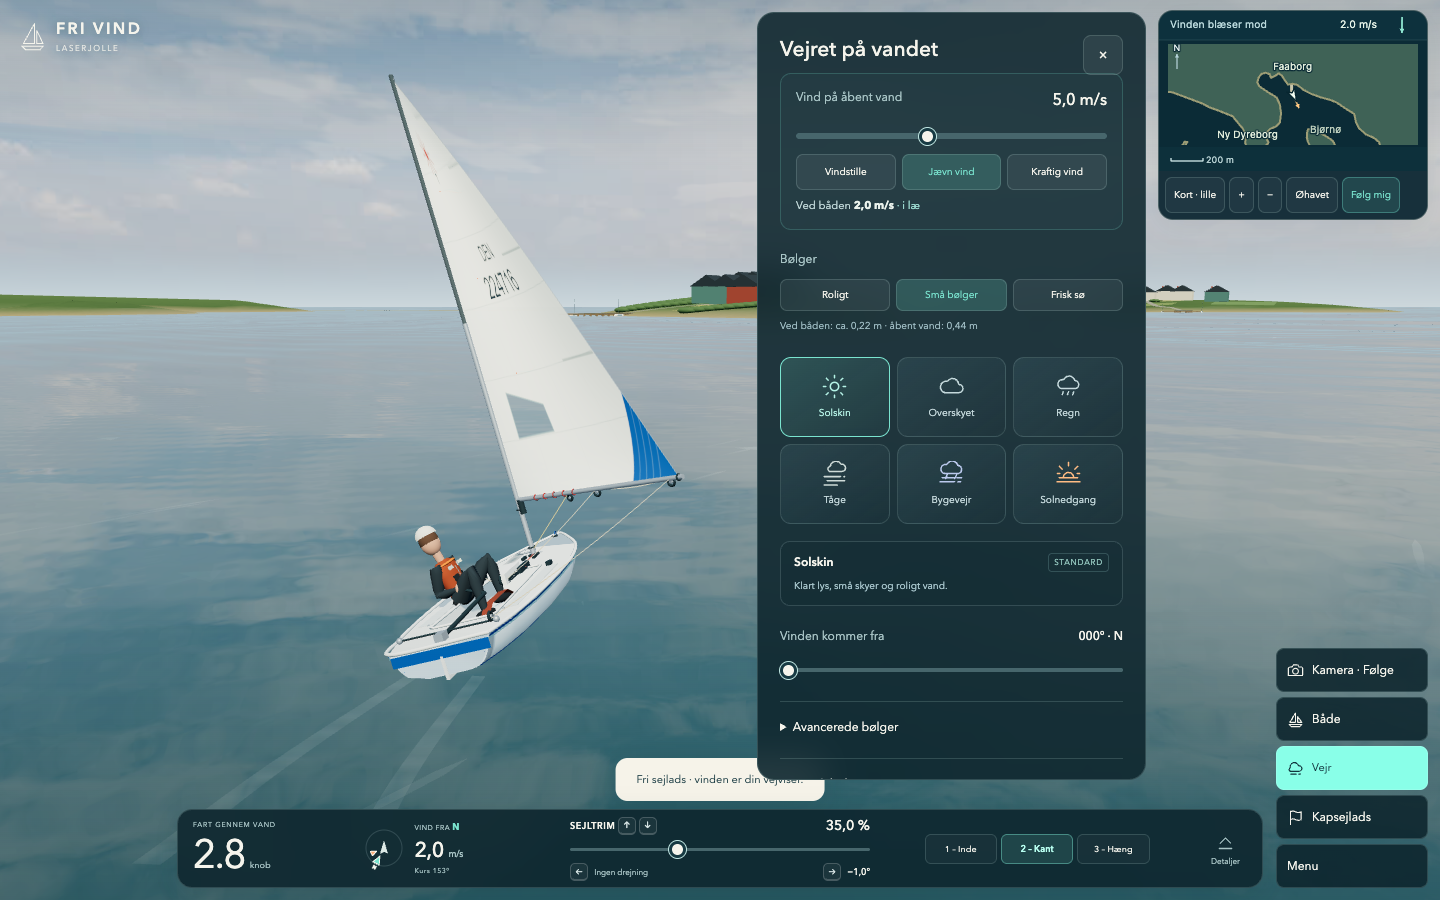 FRI VIND
LASERJOLLE
DEN
224716
Vejret på vandet
×
Vind på åbent vand
5,0 m/s
Vindstille
Jævn vind
Kraftig vind
Ved båden 2,0 m/s · i læ
Bølger
Roligt
Små bølger
Frisk sø
Ved båden: ca. 0,22 m · åbent vand: 0,44 m
Solskin
Overskyet
Regn
Tåge
Bygevejr
Solnedgang
Solskin
STANDARD
Klart lys, små skyer og roligt vand.
Vinden kommer fra
000° · N
Avancerede bølger
Vinden blæser mod
2.0 m/s
N
Faaborg
Ny Dyreborg
Bjørnø
200 m
Kort · lille
+
−
Øhavet
Følg mig
Kamera · Følge
Både
Vejr
Kapsejlads
Menu
Fri sejlads · vinden er din vejviser.
FART GENNEM VAND
2.8 knob
VIND FRA N
2,0 m/s
Kurs 153°
SEJLTRIM ↑ ↓
35,0 %
← Ingen drejning
→ −1,0°
1 – Inde
2 – Kant
3 – Hæng
Detaljer